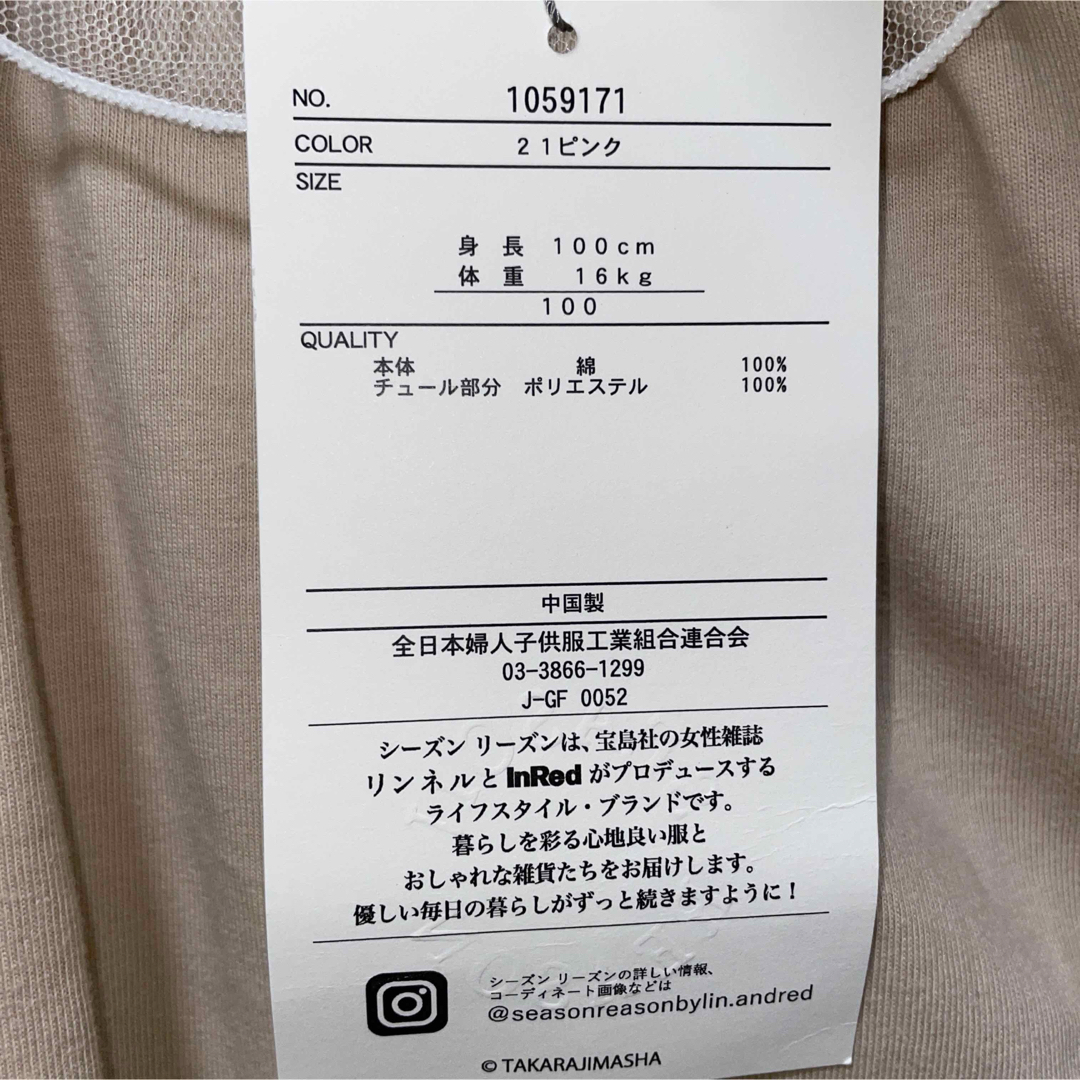 NO. 1059171
COLOR 21ピンク
SIZE
身 長 100cm
体 重 16kg
100
QUALITY
本体 綿 100%
チュール部分 ポリエステル 100%
中国製
全日本婦人子供服工業組合連合会
03-3866-1299
J-GF 0052
シーズン リーズンは、宝島社の女性雑誌
リンネルと InRed がプロデュースする
ライフスタイル・ブランドです。
暮らしを彩る心地良い服と
おしゃれな雑貨たちをお届けします。
優しい毎日の暮らしがずっと続きますように！
シーズン リーズンの詳しい情報、
コーディネート画像などは
@seasonreasonbylin.andred
© TAKARAJIMASHA